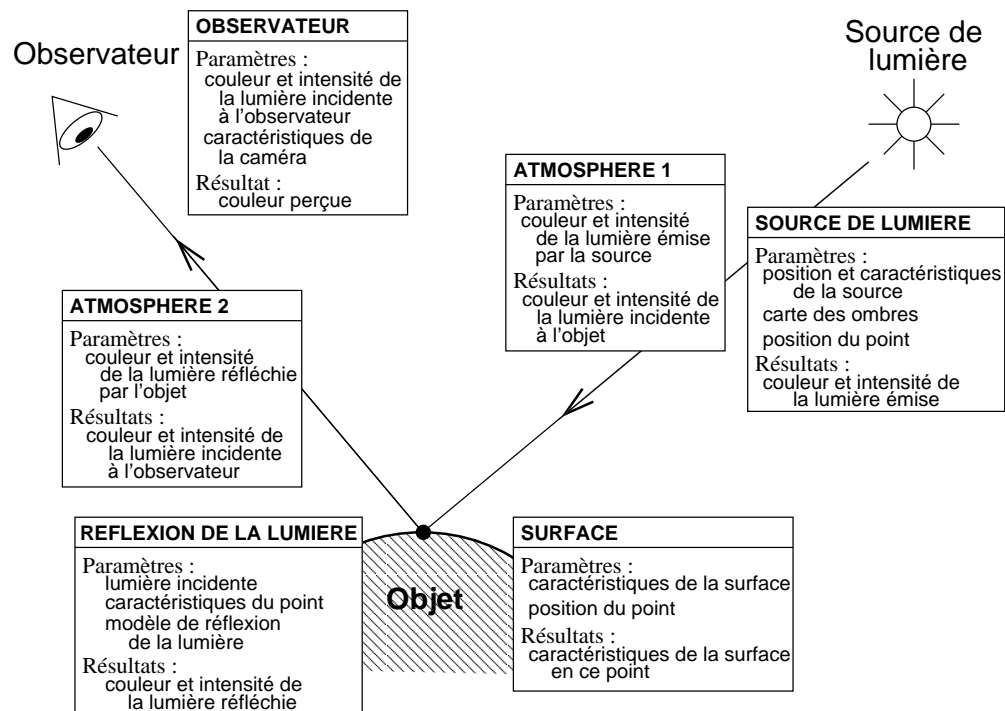 Observateur
OBSERVATEUR
Paramètres :
couleur et intensité de
la lumière incidente
à l'observateur
caractéristiques de
la caméra
Résultat :
couleur perçue
Source de
lumière
ATMOSPHERE 1
Paramètres :
couleur et intensité
de la lumière émise
par la source
Résultats :
couleur et intensité de
la lumière incidente
à l'objet
SOURCE DE LUMIERE
Paramètres :
position et caractéristiques
de la source
carte des ombres
position du point
Résultats :
couleur et intensité de
la lumière émise
ATMOSPHERE 2
Paramètres :
couleur et intensité
de la lumière réfléchie
par l'objet
Résultats :
couleur et intensité de
la lumière incidente
à l'observateur
REFLEXION DE LA LUMIERE
Paramètres :
lumière incidente
caractéristiques du point
modèle de réflexion
de la lumière
Résultats :
couleur et intensité de
la lumière réfléchie
Objet
SURFACE
Paramètres :
caractéristiques de la surface
position du point
Résultats :
caractéristiques de la surface
en ce point